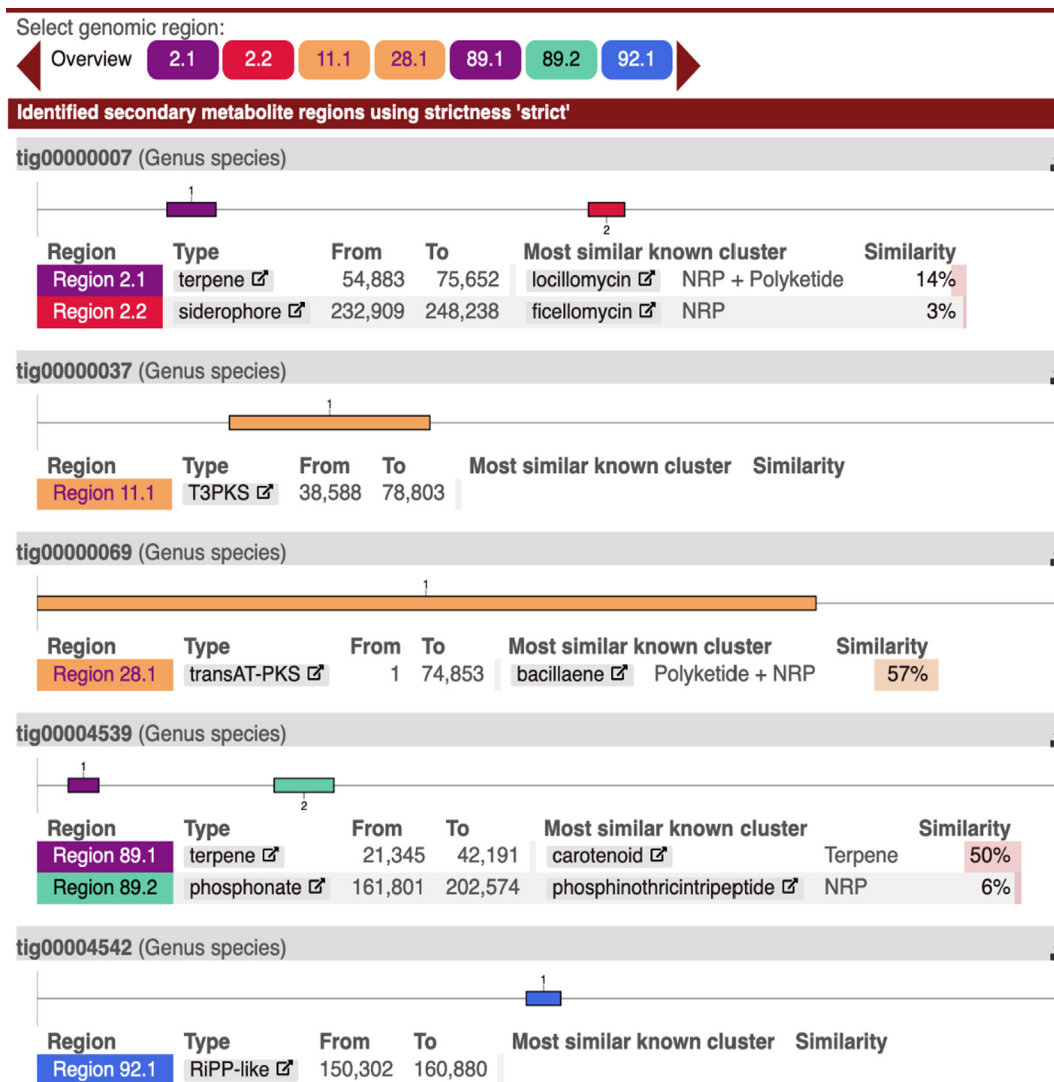 Select genomic region:
Overview 2.1 2.2 11.1 28.1 89.1 89.2 92.1
Identified secondary metabolite regions using strictness 'strict'
tig00000007 (Genus species)
1
2
Region Type From To Most similar known cluster Similarity
Region 2.1 terpene 54,883 75,652 locillomycin NRP + Polyketide 14%
Region 2.2 siderophore 232,909 248,238 ficellomycin NRP 3%
tig00000037 (Genus species)
1
Region Type From To Most similar known cluster Similarity
Region 11.1 T3PKS 38,588 78,803
tig00000069 (Genus species)
1
Region Type From To Most similar known cluster Similarity
Region 28.1 transAT-PKS 1 74,853 bacillaene Polyketide + NRP 57%
tig00004539 (Genus species)
1
2
Region Type From To Most similar known cluster Similarity
Region 89.1 terpene 21,345 42,191 carotenoid Terpene 50%
Region 89.2 phosphonate 161,801 202,574 phosphinothricintripeptide NRP 6%
tig00004542 (Genus species)
1
Region Type From To Most similar known cluster Similarity
Region 92.1 RiPP-like 150,302 160,880